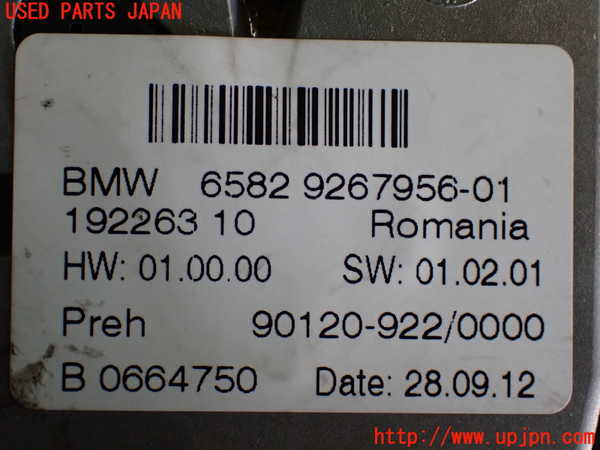 USED PARTS JAPAN
BMW 6582 9267956-01
192263 10 Romania
HW: 01.00.00 SW: 01.02.01
Preh 90120-922/0000
B 0664750 Date: 28.09.12
http://www.upjpn.com/